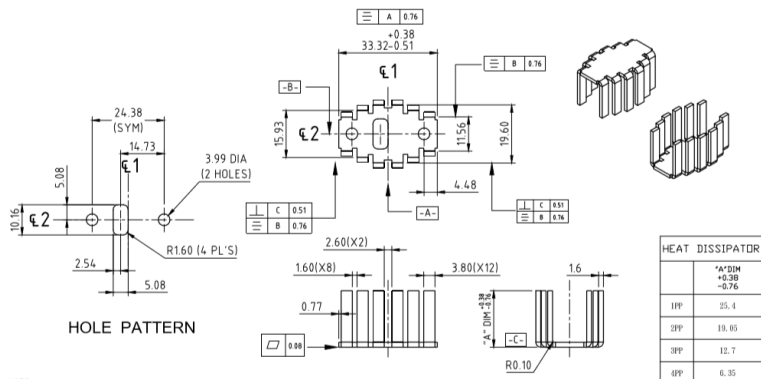 A 0.76
+0.38
33.32-0.51
℄1
B 0.76
-B-
24.38
(SYM)
℄1
14.73
3.99 DIA
(2 HOLES)
5.08
10.16
℄2
R1.60 (4 PL'S)
2.54
5.08
HOLE PATTERN
15.93
℄2
11.56
19.60
4.48
C 0.51
B 0.76
-A-
C 0.51
B 0.76
2.60(X2)
1.60(X8)
3.80(X12)
0.77
0.08
1.6
"A" DIM +0.38 -0.76
-C-
R0.10
HEAT DISSIPATOR
"A"DIM
+0.38
-0.76
1PP 25.4
2PP 19.05
3PP 12.7
4PP 6.35